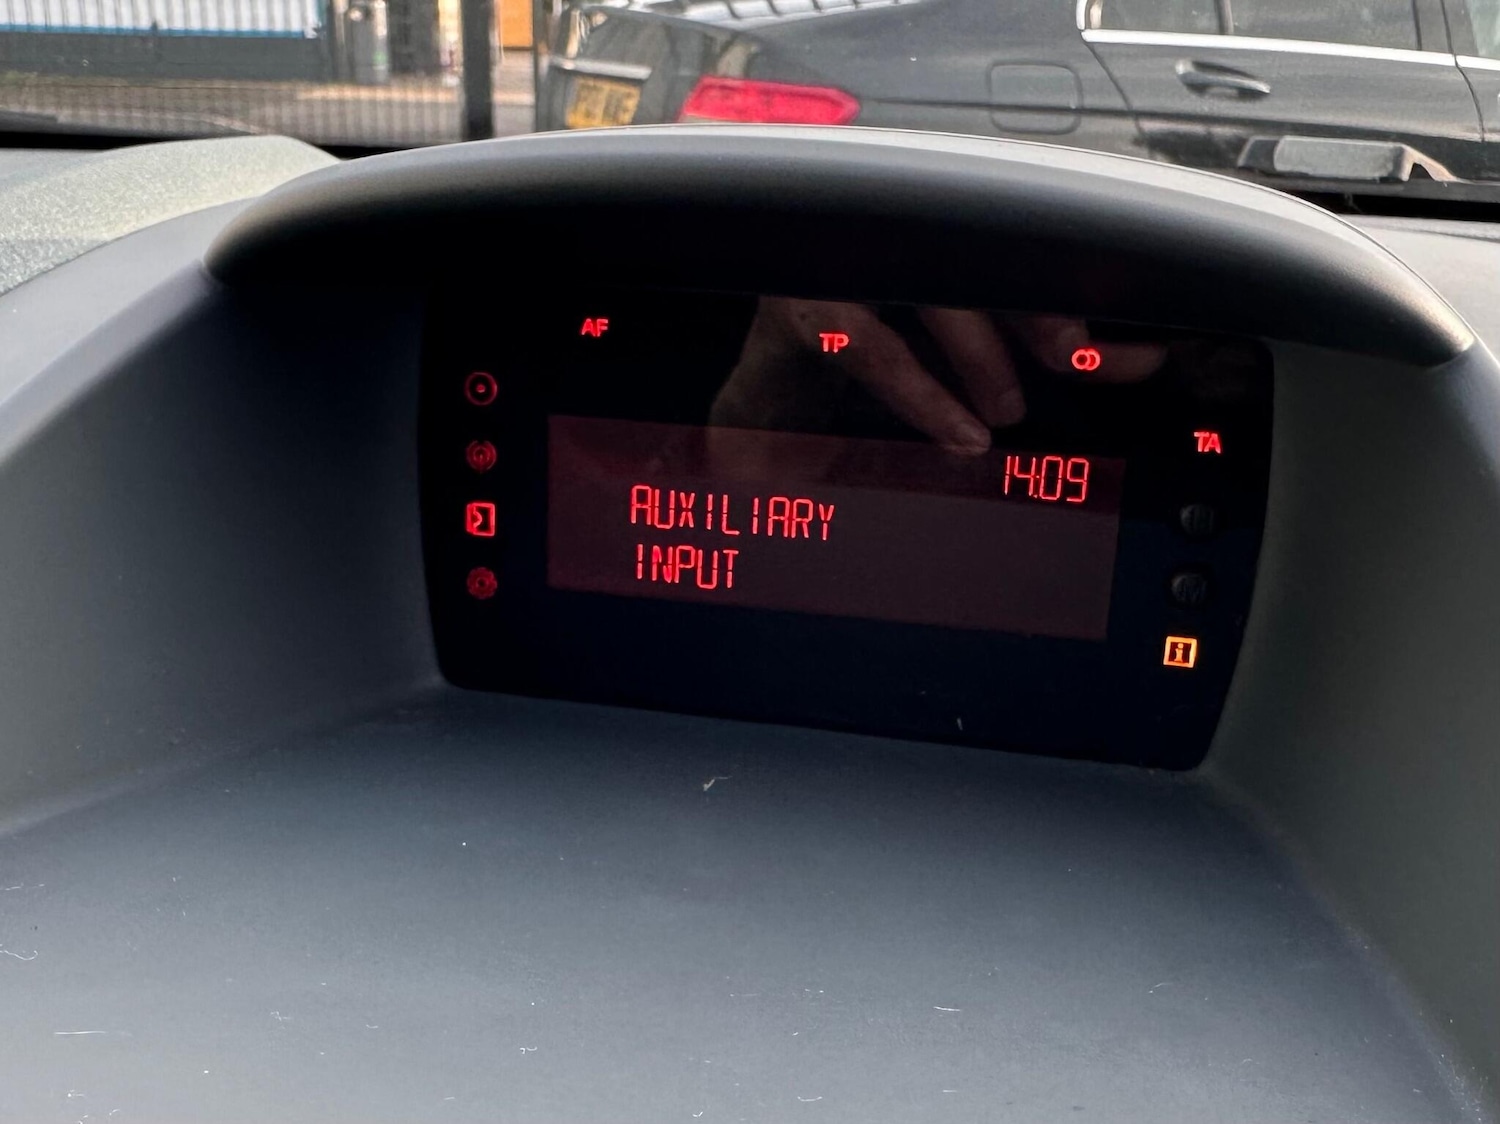 AF
TP
TA
14:09
AUXILIARY
INPUT
i